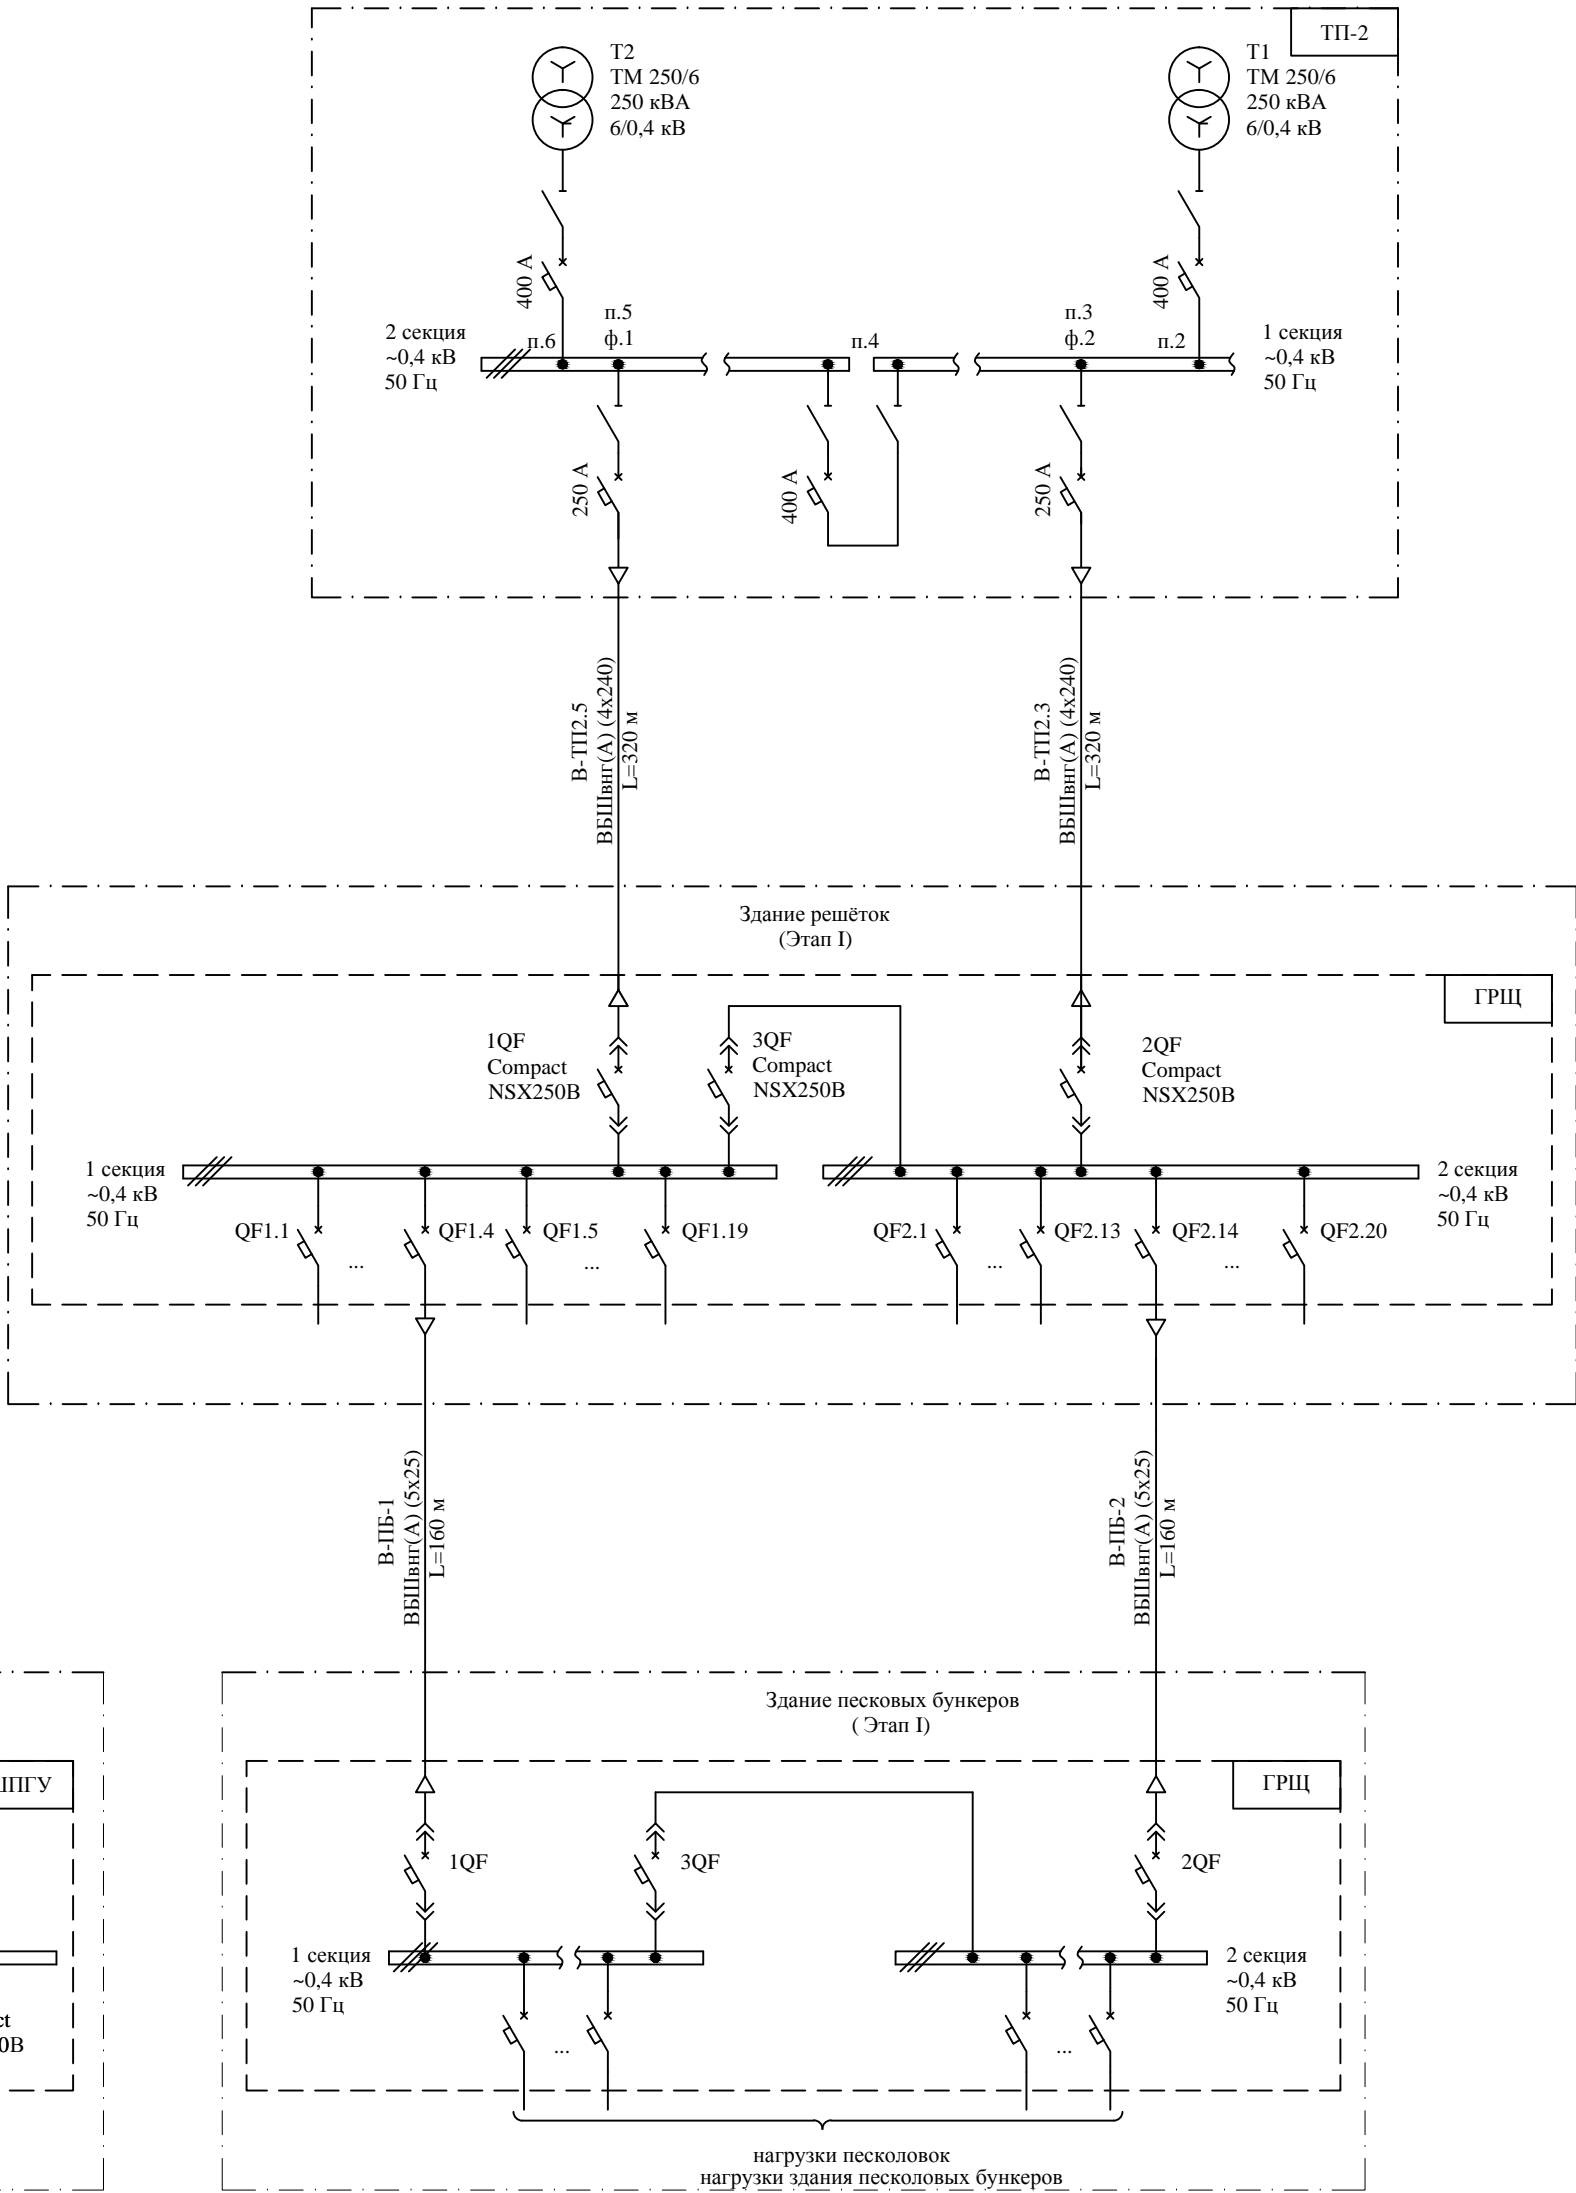 ТП-2
T2
ТМ 250/6
250 кВА
6/0,4 кВ
T1
ТМ 250/6
250 кВА
6/0,4 кВ
400 А
400 А
2 секция
~0,4 кВ
50 Гц
п.6
п.5
ф.1
п.4
п.3
ф.2
п.2
1 секция
~0,4 кВ
50 Гц
250 А
400 А
250 А
В-ТП2.5
ВБШвнг(А) (4х240)
L=320 м
В-ТП2.3
ВБШвнг(А) (4х240)
L=320 м
Здание решёток
(Этап I)
ГРЩ
1QF
Compact
NSX250B
3QF
Compact
NSX250B
2QF
Compact
NSX250B
1 секция
~0,4 кВ
50 Гц
2 секция
~0,4 кВ
50 Гц
QF1.1
...
QF1.4
QF1.5
...
QF1.19
QF2.1
...
QF2.13
QF2.14
...
QF2.20
В-ПБ-1
ВБШвнг(А) (5х25)
L=160 м
В-ПБ-2
ВБШвнг(А) (5х25)
L=160 м
Здание песковых бункеров
( Этап I)
ГРЩ
1QF
3QF
2QF
1 секция
~0,4 кВ
50 Гц
2 секция
~0,4 кВ
50 Гц
...
...
нагрузки песколовок
нагрузки здания песколовых бункеров